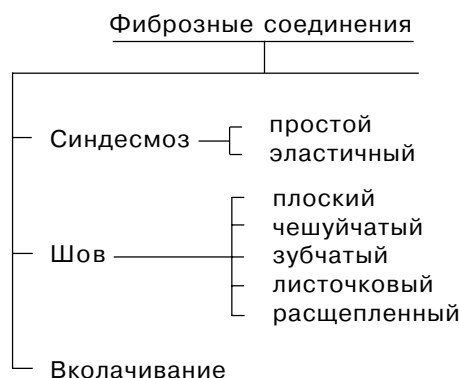 Фиброзные соединения
Синдесмоз
простой
эластичный
Шов
плоский
чешуйчатый
зубчатый
листочковый
расщепленный
Вколачивание